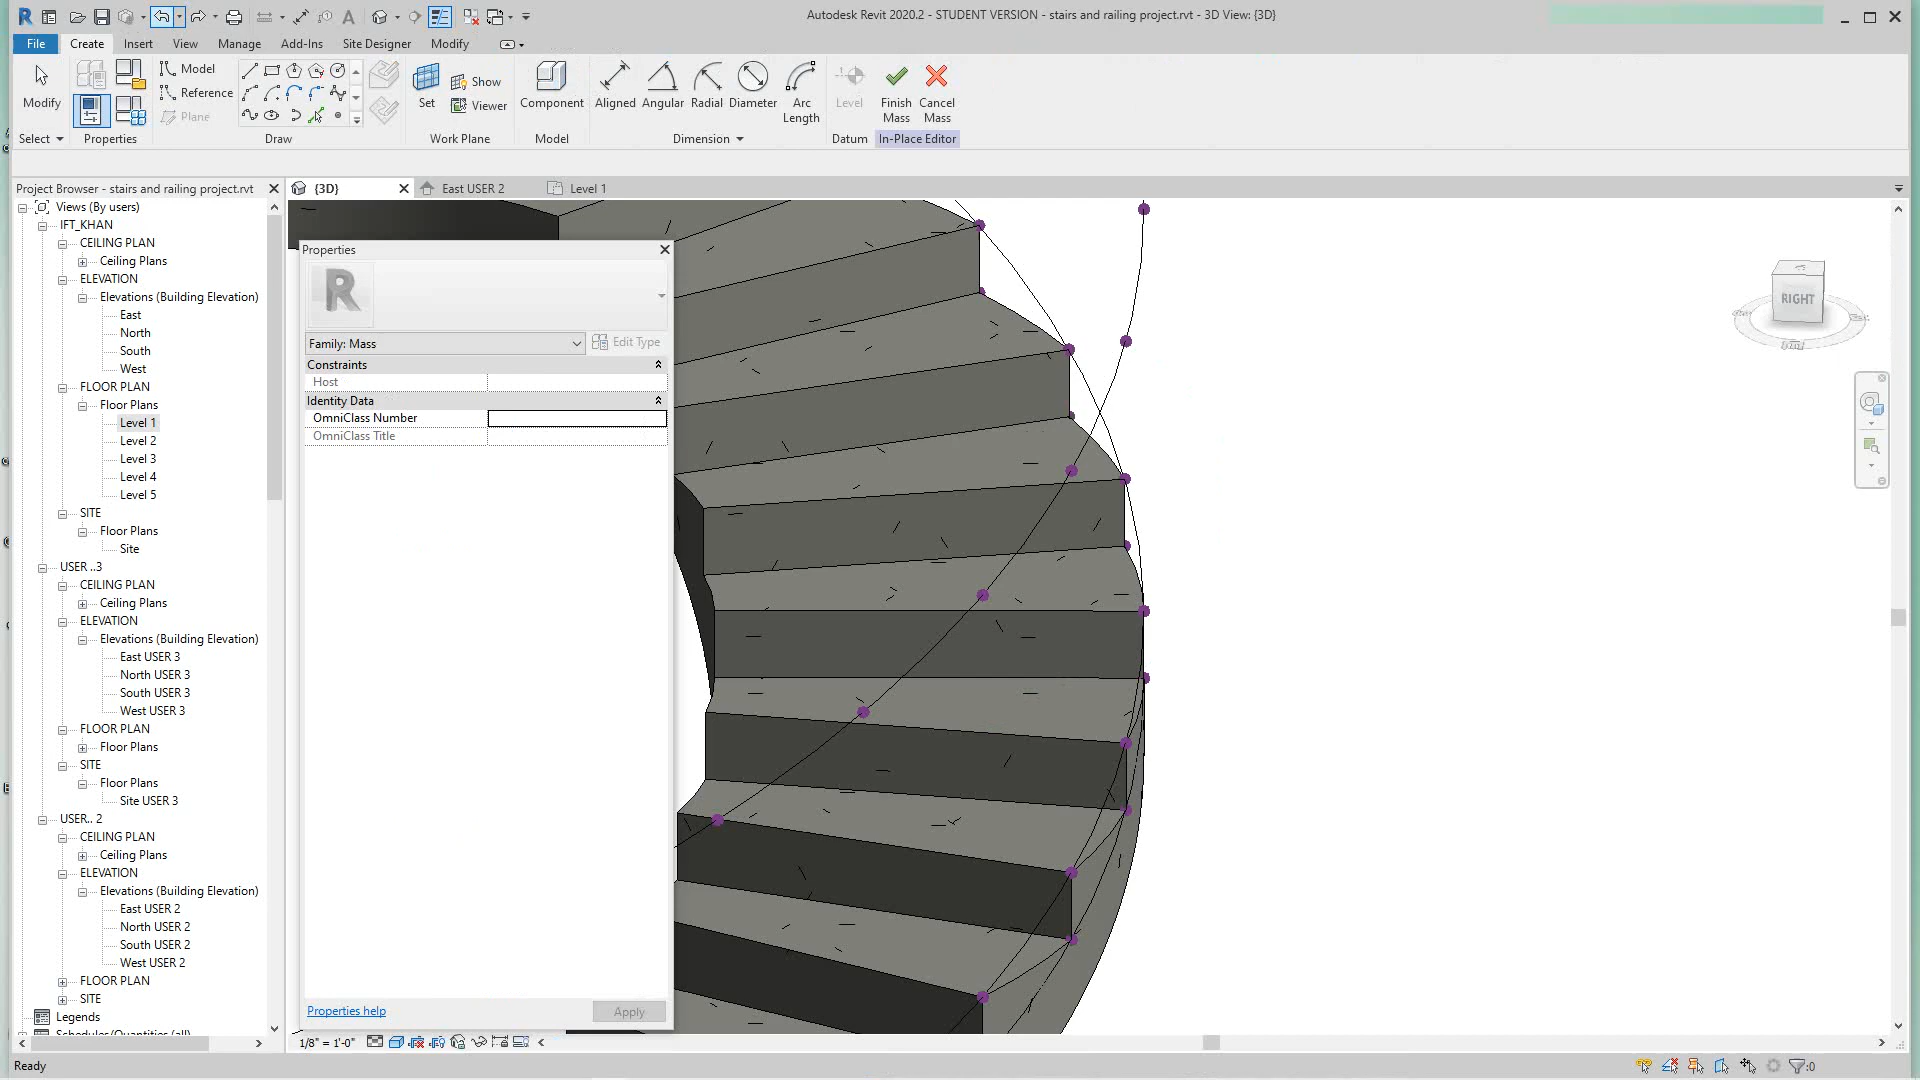 Autodesk Revit 2020.2 - STUDENT VERSION - stairs and railing project.rvt - 3D View: {3D}
File Create Insert View Manage Add-Ins Site Designer Modify
Modify
Select
Properties
Model
Reference
Plane
Draw
Set
Show
Viewer
Work Plane
Component
Model
Aligned Angular Radial Diameter Arc Length
Dimension
Level
Datum
Finish Mass
Cancel Mass
In-Place Editor
Project Browser - stairs and railing project.rvt
{3D}
East USER 2
Level 1
Views (By users)
IFT_KHAN
CEILING PLAN
Ceiling Plans
ELEVATION
Elevations (Building Elevation)
East
North
South
West
FLOOR PLAN
Floor Plans
Level 1
Level 2
Level 3
Level 4
Level 5
SITE
Floor Plans
Site
USER ..3
CEILING PLAN
Ceiling Plans
ELEVATION
Elevations (Building Elevation)
East USER 3
North USER 3
South USER 3
West USER 3
FLOOR PLAN
Floor Plans
SITE
Floor Plans
Site USER 3
USER.. 2
CEILING PLAN
Ceiling Plans
ELEVATION
Elevations (Building Elevation)
East USER 2
North USER 2
South USER 2
West USER 2
FLOOR PLAN
SITE
Legends
Schedules/Quantities (all)
Properties
R
Family: Mass
Edit Type
Constraints
Host
Identity Data
OmniClass Number
OmniClass Title
Properties help
Apply
RIGHT
1/8" = 1'-0"
Ready
:0